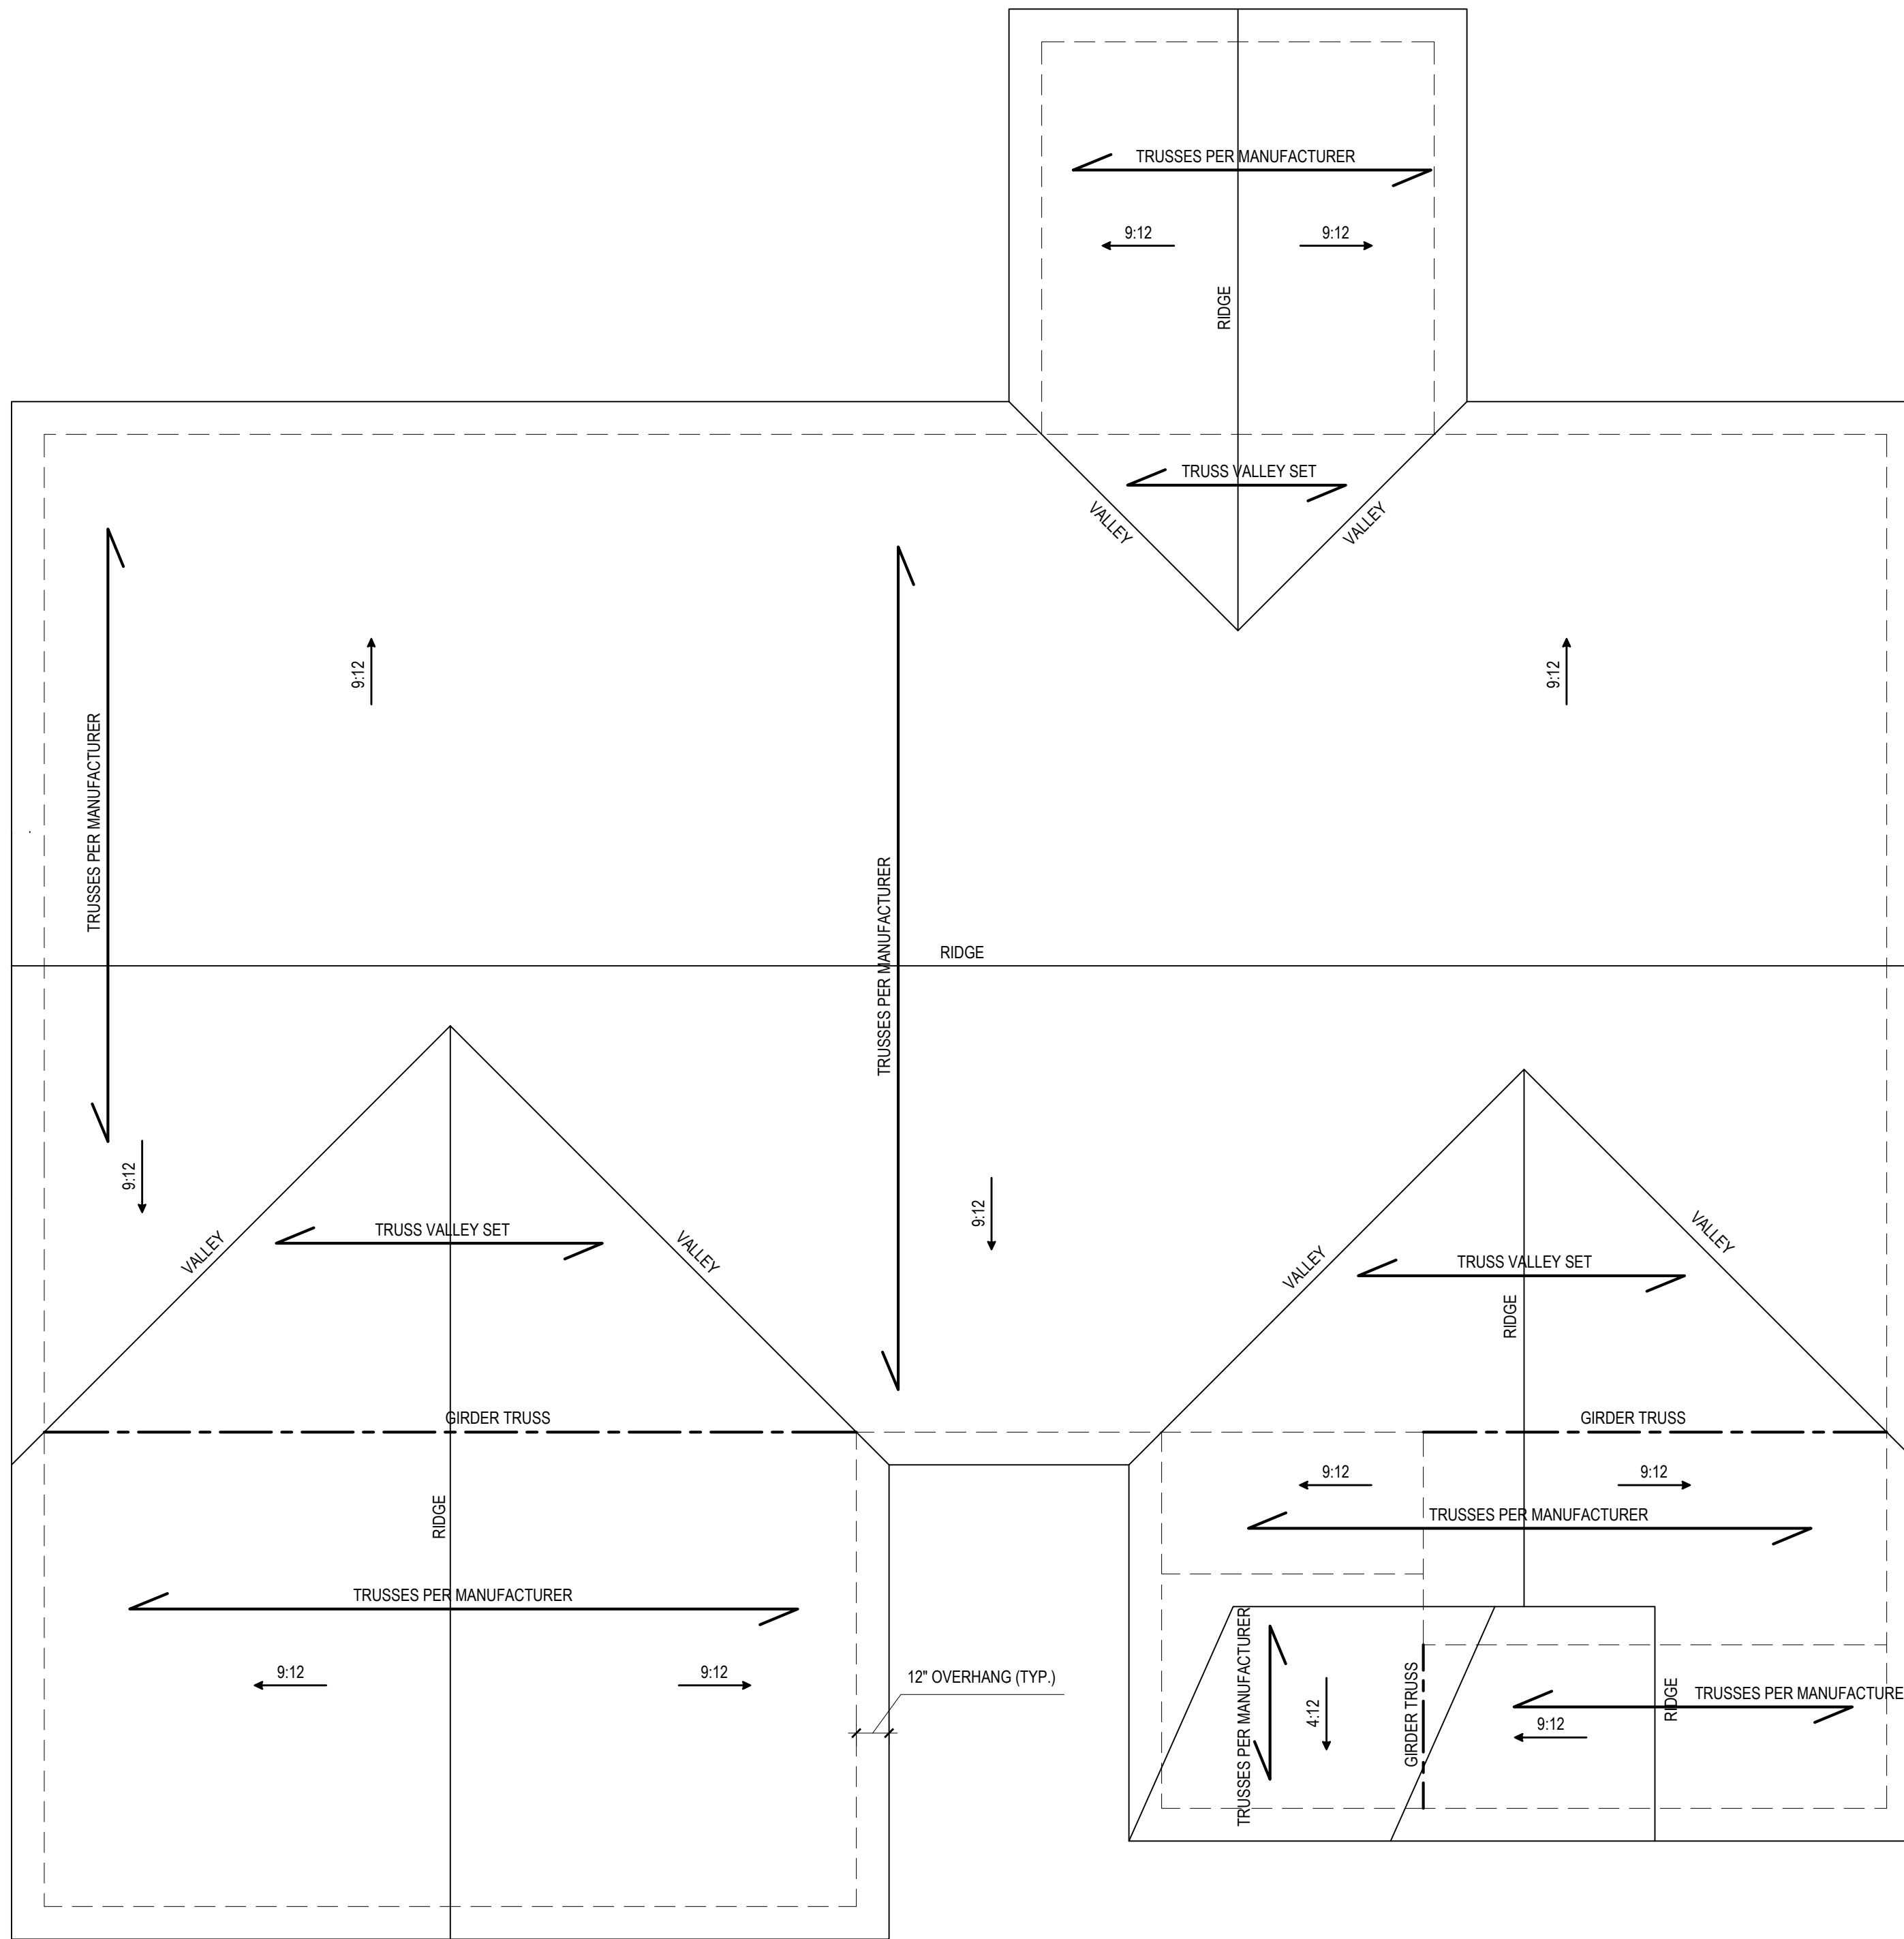 TRUSSES PER MANUFACTURER
9:12
9:12
RIDGE
TRUSS VALLEY SET
VALLEY
VALLEY
9:12
9:12
TRUSSES PER MANUFACTURER
TRUSSES PER MANUFACTURER
RIDGE
9:12
9:12
VALLEY
TRUSS VALLEY SET
VALLEY
VALLEY
TRUSS VALLEY SET
VALLEY
RIDGE
GIRDER TRUSS
GIRDER TRUSS
9:12
9:12
RIDGE
TRUSSES PER MANUFACTURER
TRUSSES PER MANUFACTURER
9:12
9:12
12" OVERHANG (TYP.)
TRUSSES PER MANUFACTURER
4:12
GIRDER TRUSS
RIDGE
TRUSSES PER MANUFACTURE
9:12